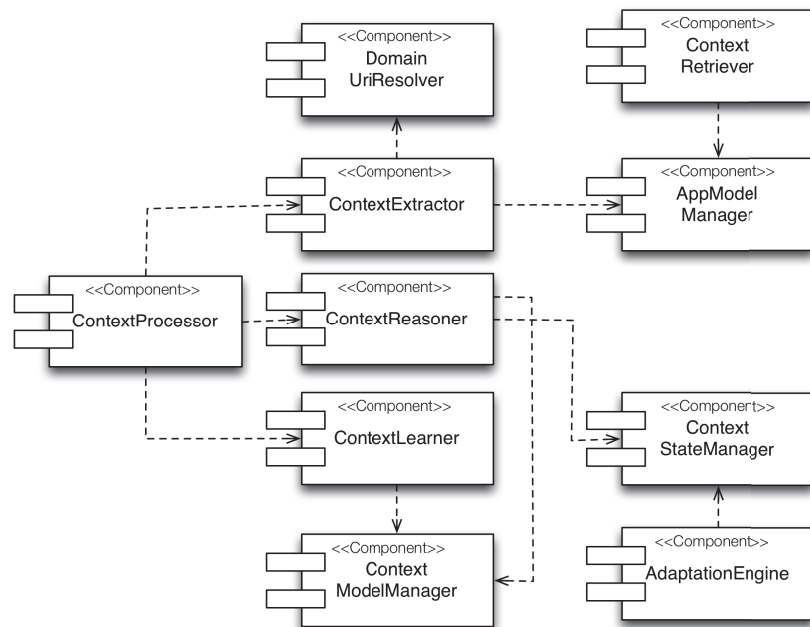 <<Component>>
Domain
UriResolver
<<Component>>
Context
Retriever
<<Component>>
ContextExtractor
<<Component>>
AppModel
Manager
<<Component>>
ContextProcessor
<<Component>>
ContextReasoner
<<Component>>
ContextLearner
<<Component>>
Context
StateManager
<<Component>>
Context
ModelManager
<<Component>>
AdaptationEngine